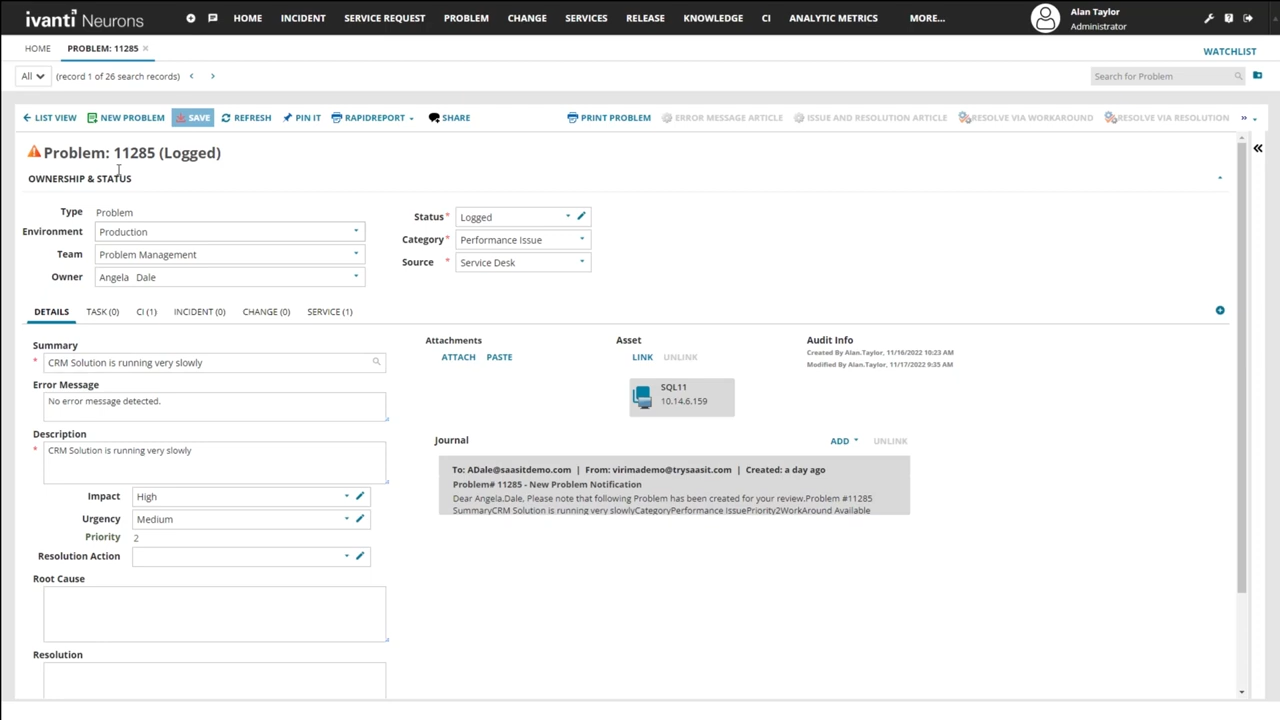 ivanti Neurons
HOME INCIDENT SERVICE REQUEST PROBLEM CHANGE SERVICES RELEASE KNOWLEDGE CI ANALYTIC METRICS MORE...
Alan Taylor
Administrator
HOME PROBLEM: 11285 ×
WATCHLIST
All (record 1 of 26 search records) < >
Search for Problem
LIST VIEW NEW PROBLEM SAVE REFRESH PIN IT RAPIDREPORT SHARE PRINT PROBLEM ERROR MESSAGE ARTICLE ISSUE AND RESOLUTION ARTICLE RESOLVE VIA WORKAROUND RESOLVE VIA RESOLUTION »
Problem: 11285 (Logged)
«
OWNERSHIP & STATUS
Type Problem
Environment Production
Team Problem Management
Owner Angela Dale
Status * Logged
Category * Performance Issue
Source * Service Desk
DETAILS TASK (0) CI (1) INCIDENT (0) CHANGE (0) SERVICE (1)
Summary
* CRM Solution is running very slowly
Error Message
No error message detected.
Description
* CRM Solution is running very slowly
Impact High
Urgency Medium
Priority 2
Resolution Action
Root Cause
Resolution
Attachments
ATTACH PASTE
Asset
LINK UNLINK
SQL11
10.14.6.159
Audit Info
Created By Alan.Taylor, 11/16/2022 10:23 AM
Modified By Alan.Taylor, 11/17/2022 9:35 AM
Journal
ADD UNLINK
To: ADale@saasitdemo.com | From: virimademo@trysaasit.com | Created: a day ago
Problem# 11285 - New Problem Notification
Dear Angela.Dale, Please note that following Problem has been created for your review.Problem #11285
SummaryCRM Solution is running very slowlyCategoryPerformance IssuePriority2WorkAround Available